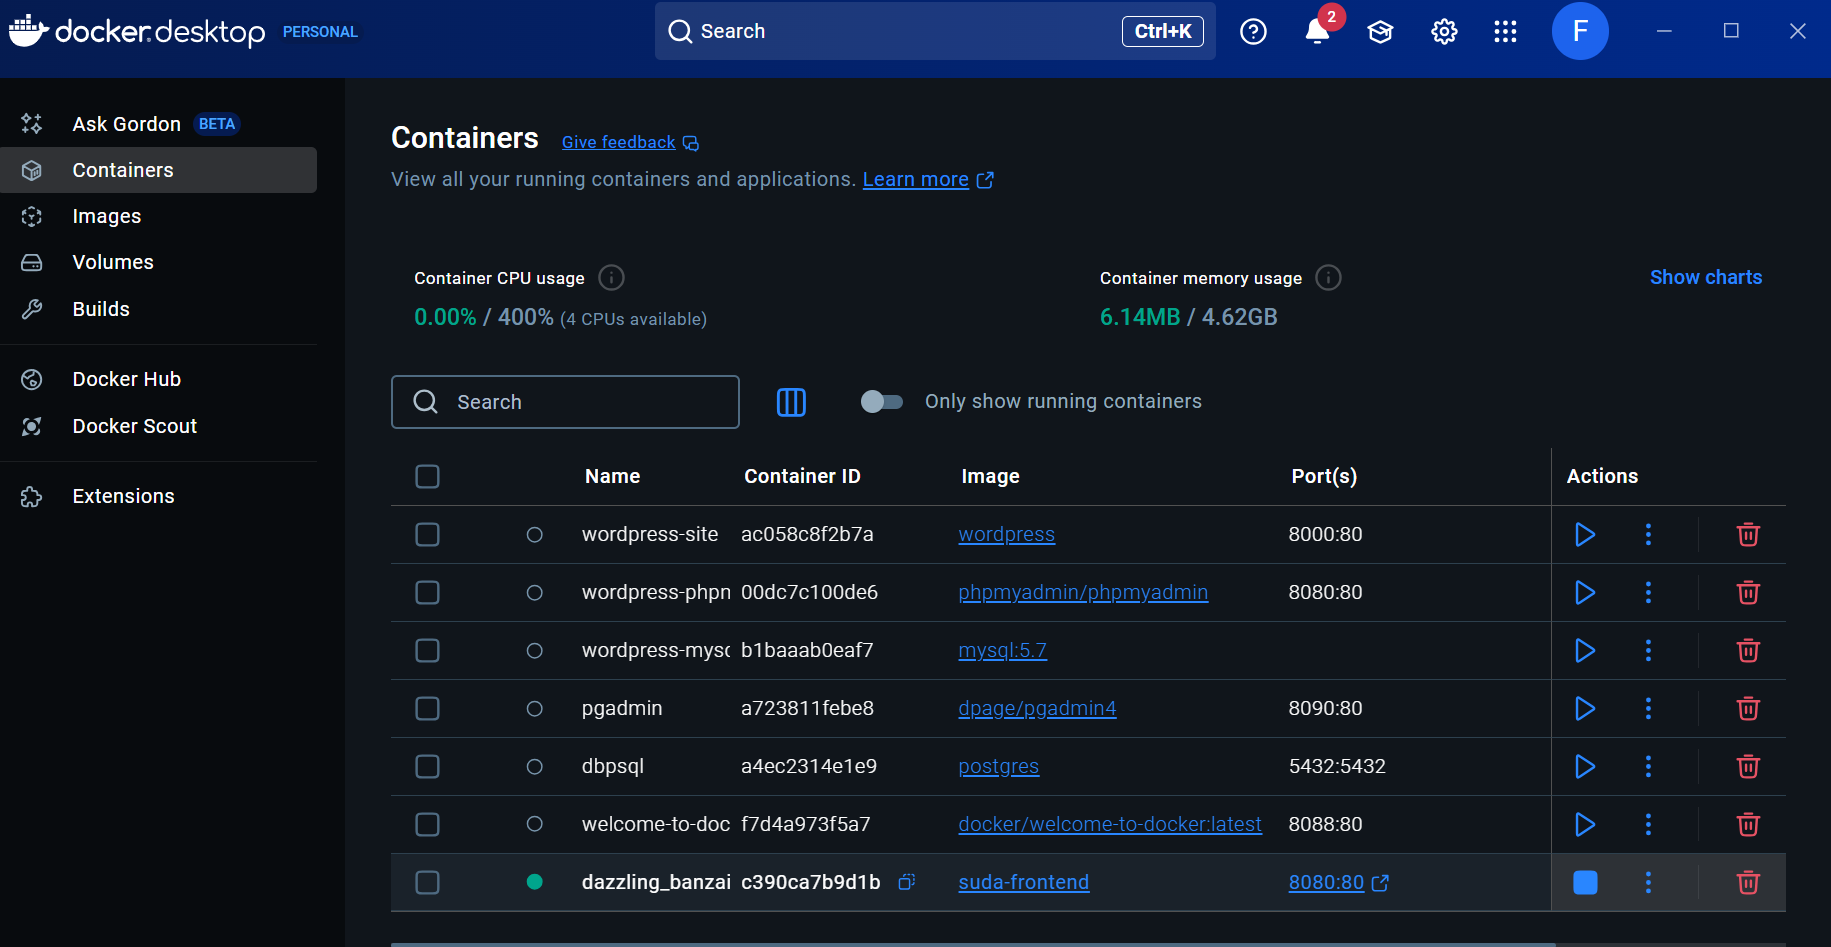 docker.desktop PERSONAL Search Ctrl+K 2 F
Ask Gordon BETA
Containers
Images
Volumes
Builds
Docker Hub
Docker Scout
Extensions
Containers Give feedback
View all your running containers and applications. Learn more
Container CPU usage
0.00% / 400% (4 CPUs available)
Container memory usage
6.14MB / 4.62GB
Show charts
Search Only show running containers
Name Container ID Image Port(s) Actions
wordpress-site ac058c8f2b7a wordpress 8000:80
wordpress-phpm 00dc7c100de6 phpmyadmin/phpmyadmin 8080:80
wordpress-mysq b1baaab0eaf7 mysql:5.7
pgadmin a723811febe8 dpage/pgadmin4 8090:80
dbpsql a4ec2314e1e9 postgres 5432:5432
welcome-to-doc f7d4a973f5a7 docker/welcome-to-docker:latest 8088:80
dazzling_banzai c390ca7b9d1b suda-frontend 8080:80